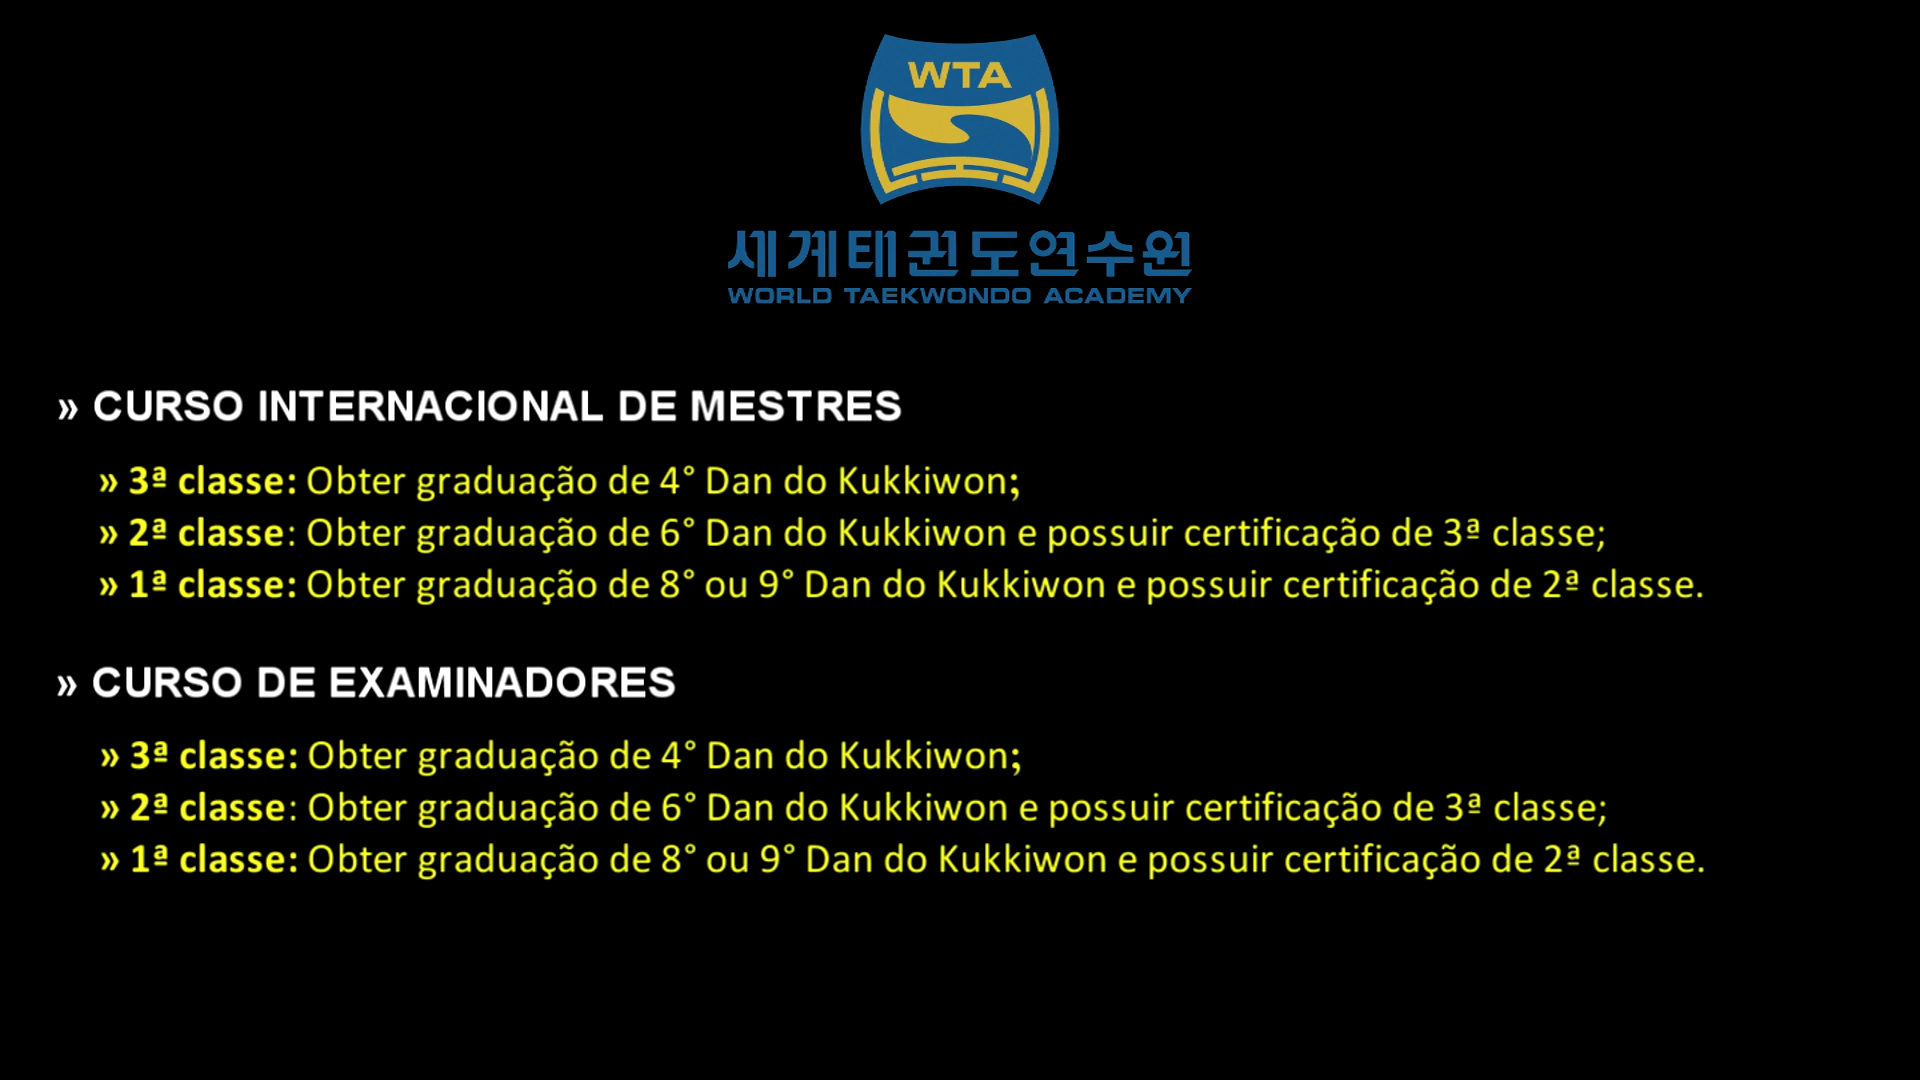 WTA
세계태권도연수원
WORLD TAEKWONDO ACADEMY
» CURSO INTERNACIONAL DE MESTRES
» 3ª classe: Obter graduação de 4° Dan do Kukkiwon;
» 2ª classe: Obter graduação de 6° Dan do Kukkiwon e possuir certificação de 3ª classe;
» 1ª classe: Obter graduação de 8° ou 9° Dan do Kukkiwon e possuir certificação de 2ª classe.
» CURSO DE EXAMINADORES
» 3ª classe: Obter graduação de 4° Dan do Kukkiwon;
» 2ª classe: Obter graduação de 6° Dan do Kukkiwon e possuir certificação de 3ª classe;
» 1ª classe: Obter graduação de 8° ou 9° Dan do Kukkiwon e possuir certificação de 2ª classe.